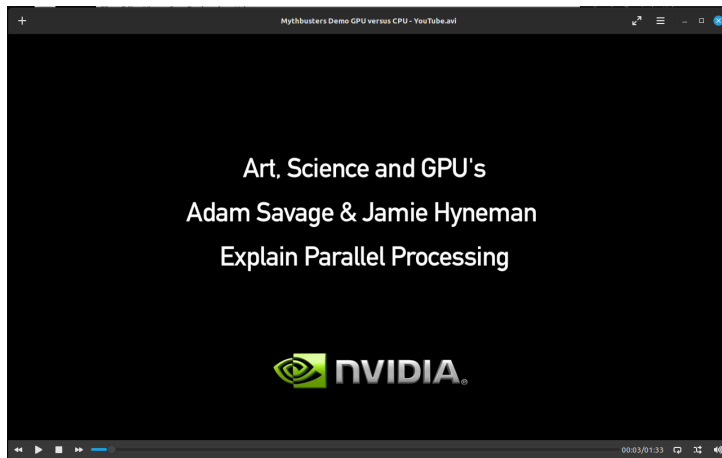 Mythbusters Demo GPU versus CPU - YouTube.avi
Art, Science and GPU's
Adam Savage & Jamie Hyneman
Explain Parallel Processing
NVIDIA®
00:03/01:33